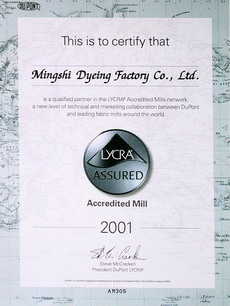 DUPONT
This is to certify that
Mingshi Dyeing Factory Co., Ltd.
is a qualified partner in the LYCRA® Accredited Mills network,
a new level of technical and marketing collaboration between DuPont
and leading fabric mills around the world.
LYCRA
ASSURED
Accredited Mill
2001
Steve McCracken
President DuPont LYCRA®
AM305